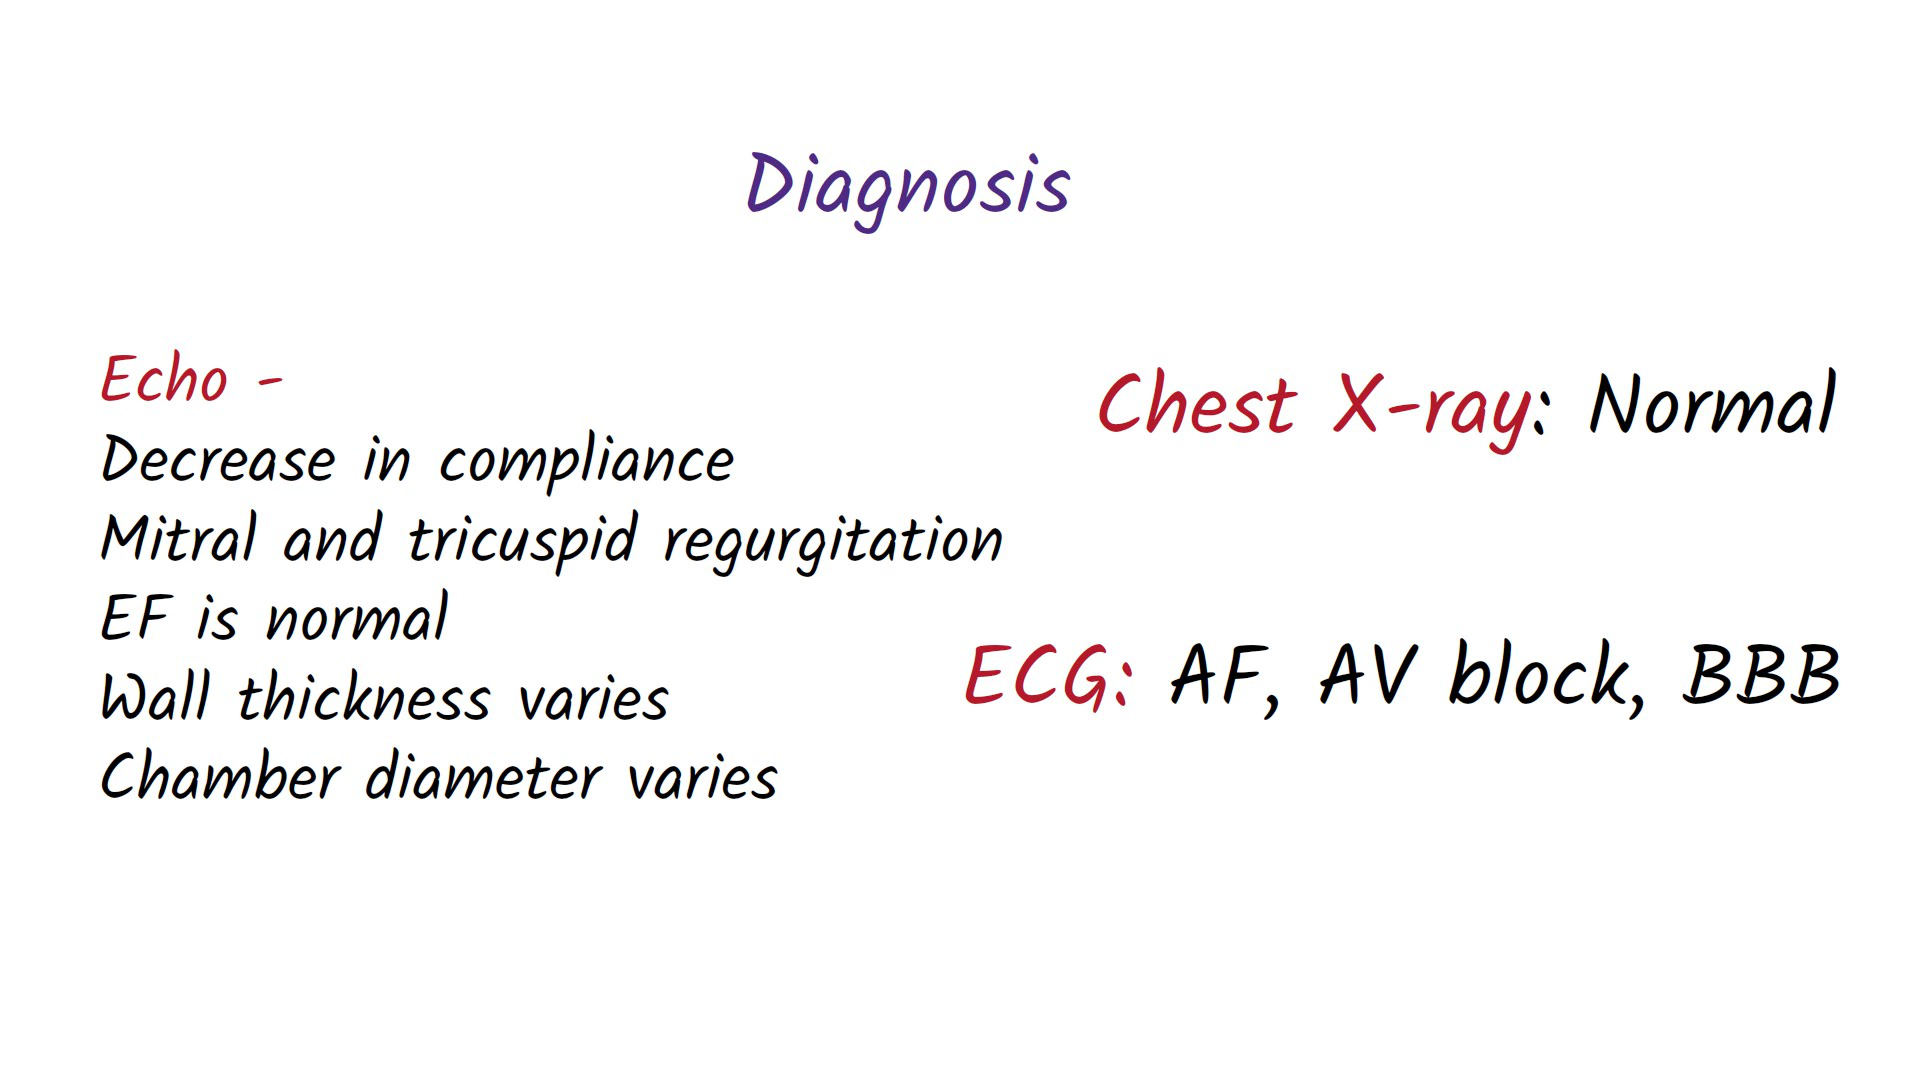 Diagnosis
Echo -
Decrease in compliance
Mitral and tricuspid regurgitation
EF is normal
Wall thickness varies
Chamber diameter varies
Chest X-ray: Normal
ECG: AF, AV block, BBB